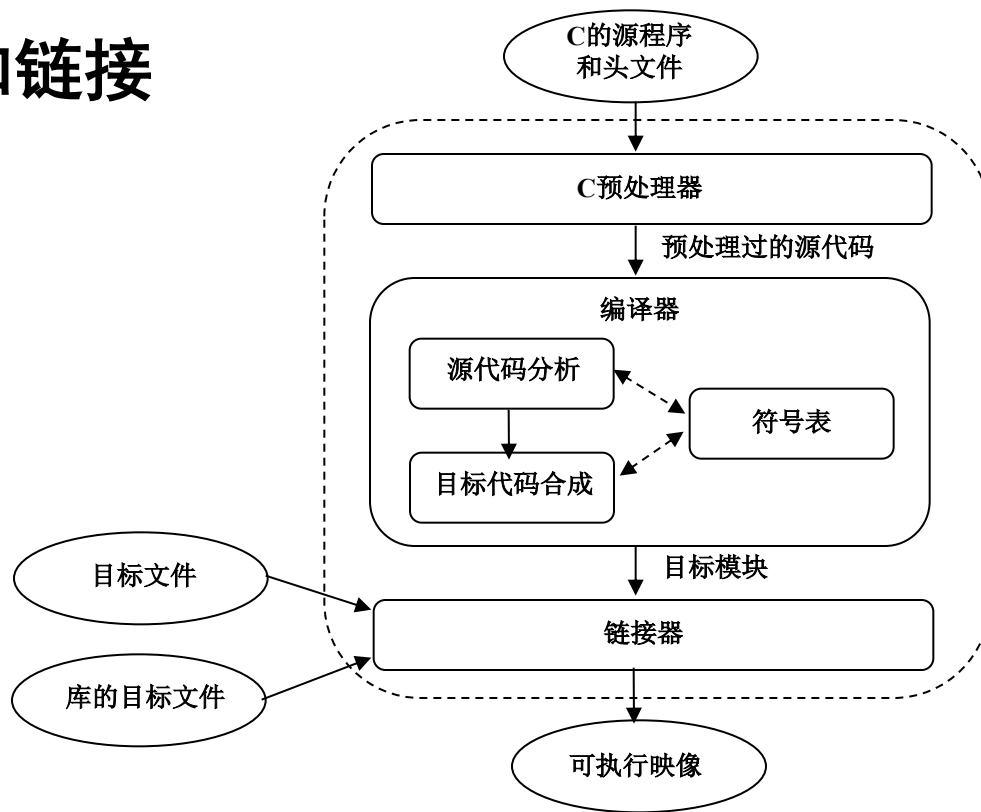 和链接
C的源程序
和头文件
C预处理器
预处理过的源代码
编译器
源代码分析
符号表
目标代码合成
目标模块
目标文件
链接器
库的目标文件
可执行映像